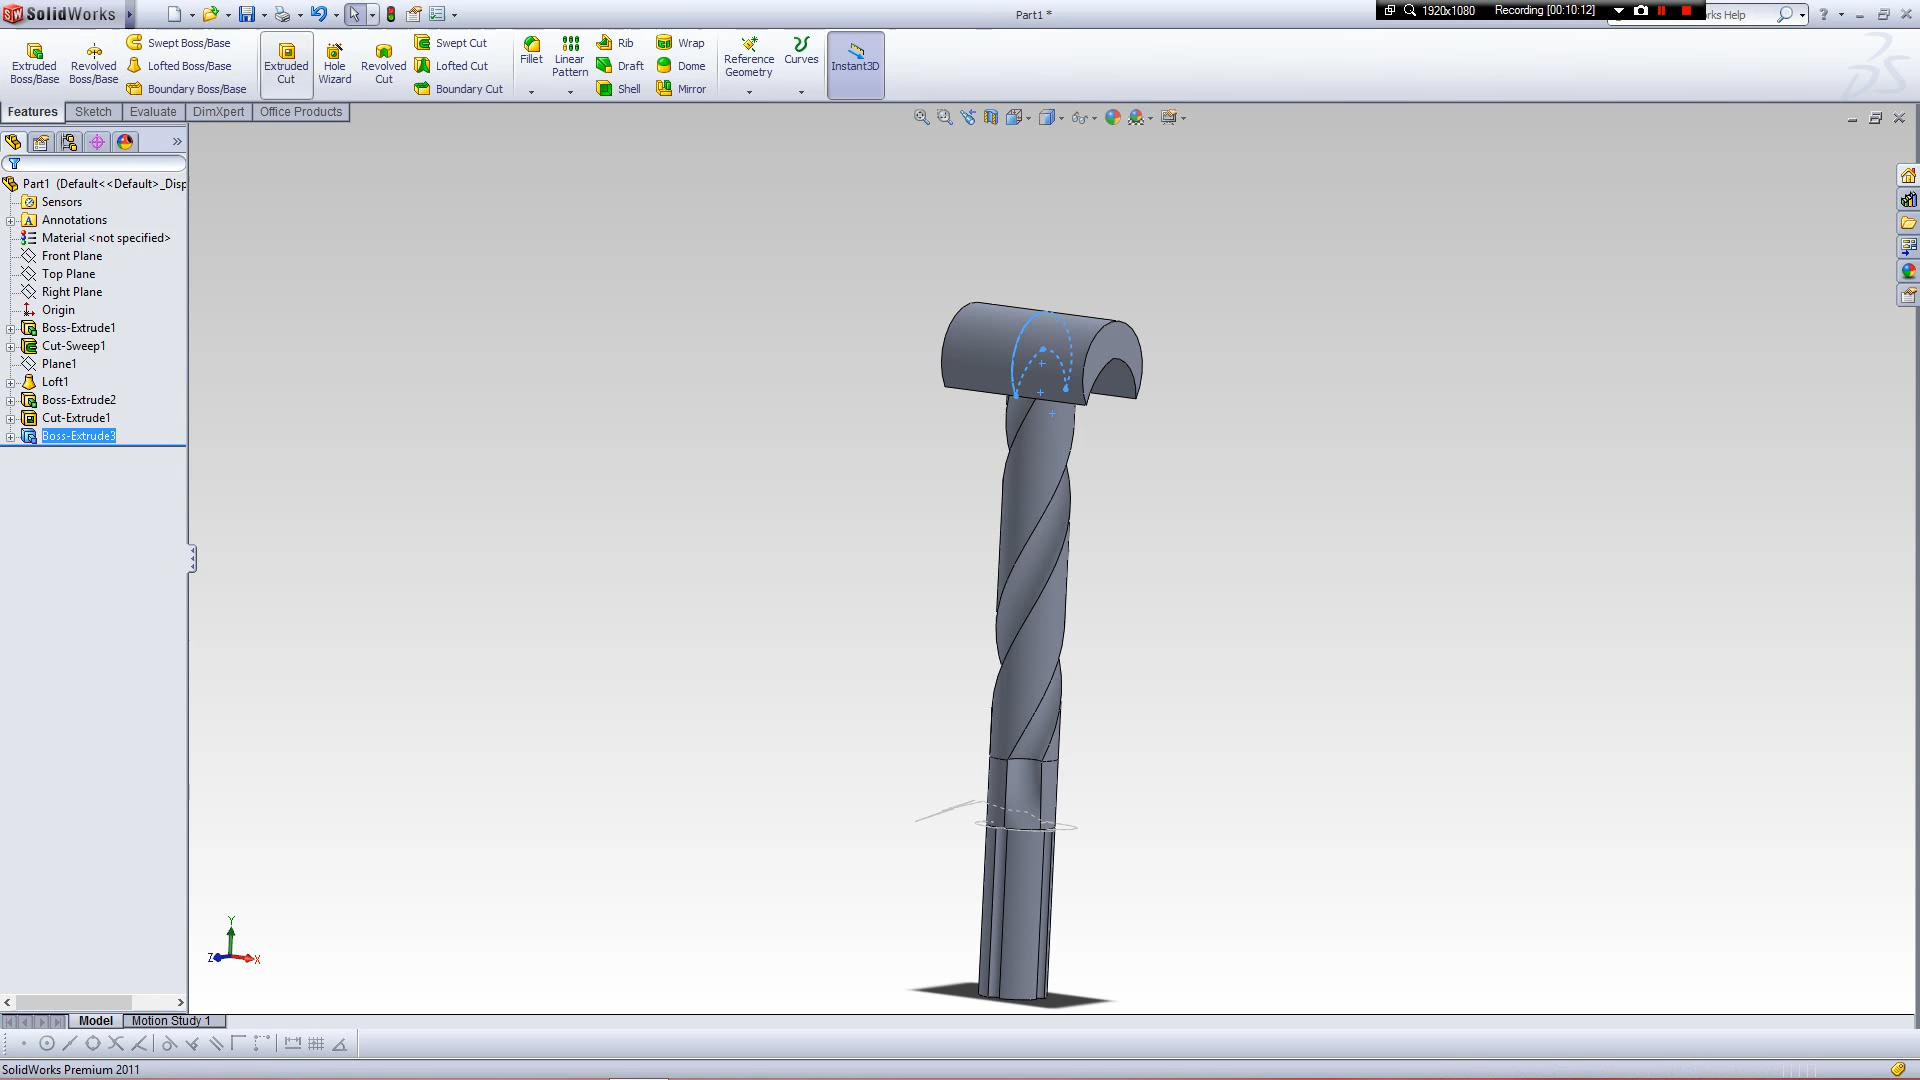 SolidWorks
Part1 *
1920x1080
Recording [00:10:12]
rks Help
Extruded Boss/Base
Revolved Boss/Base
Swept Boss/Base
Lofted Boss/Base
Boundary Boss/Base
Extruded Cut
Hole Wizard
Revolved Cut
Swept Cut
Lofted Cut
Boundary Cut
Fillet
Linear Pattern
Rib
Draft
Shell
Wrap
Dome
Mirror
Reference Geometry
Curves
Instant3D
Features
Sketch
Evaluate
DimXpert
Office Products
Part1 (Default<<Default>_Disp
Sensors
Annotations
Material <not specified>
Front Plane
Top Plane
Right Plane
Origin
Boss-Extrude1
Cut-Sweep1
Plane1
Loft1
Boss-Extrude2
Cut-Extrude1
Boss-Extrude3
Y
Z
X
Model
Motion Study 1
SolidWorks Premium 2011